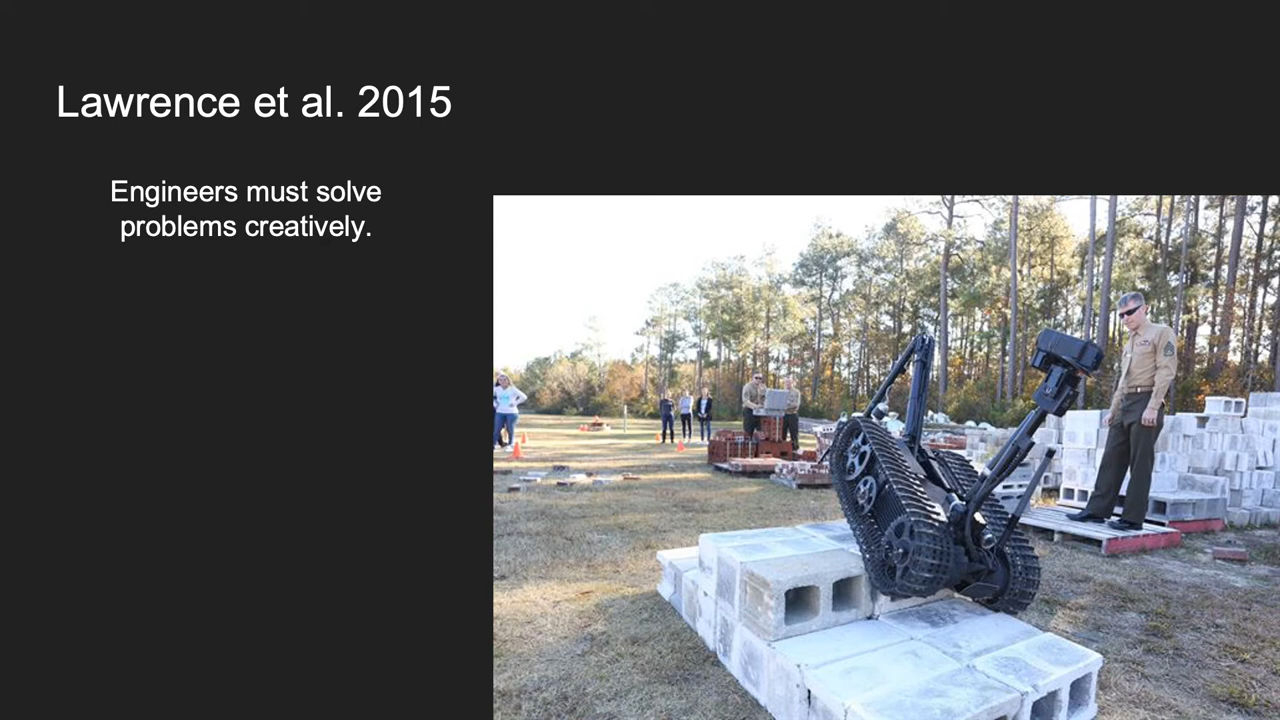 Lawrence et al. 2015
Engineers must solve
problems creatively.